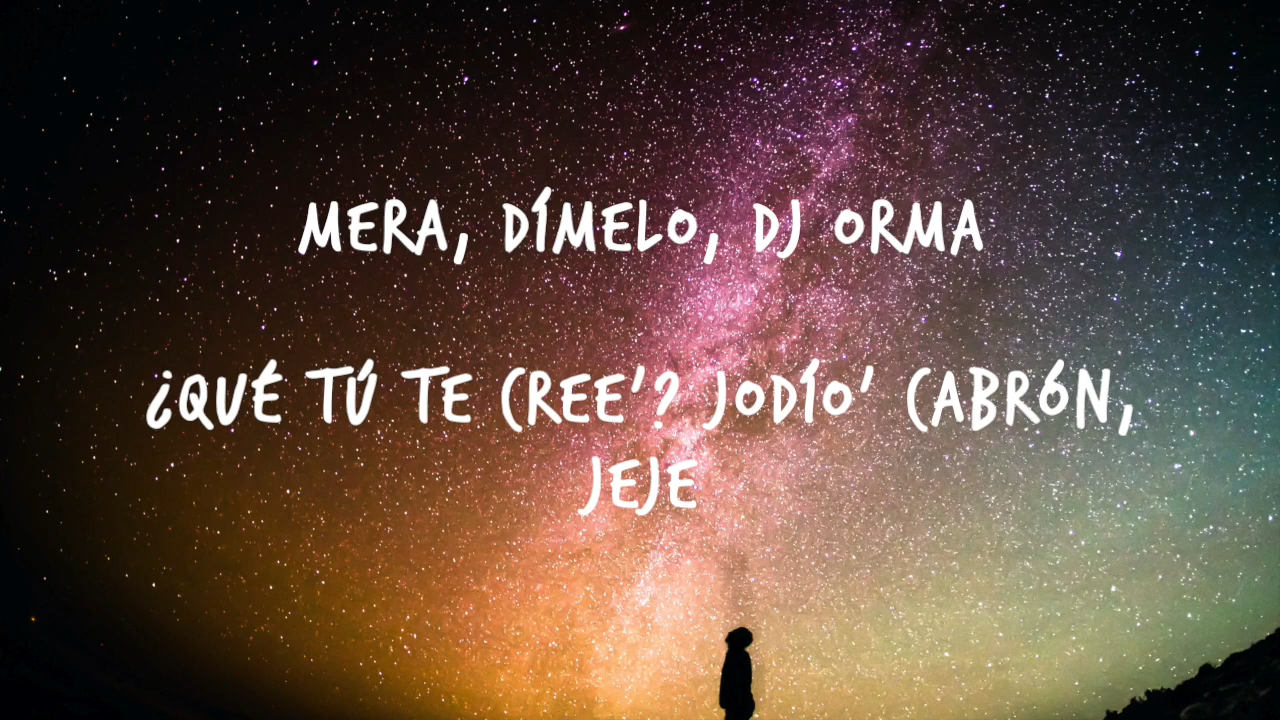 MERA, DÍMELO, DJ ORMA
¿QUÉ TÚ TE CREE'? JODÍO' CABRÓN,
JEJE